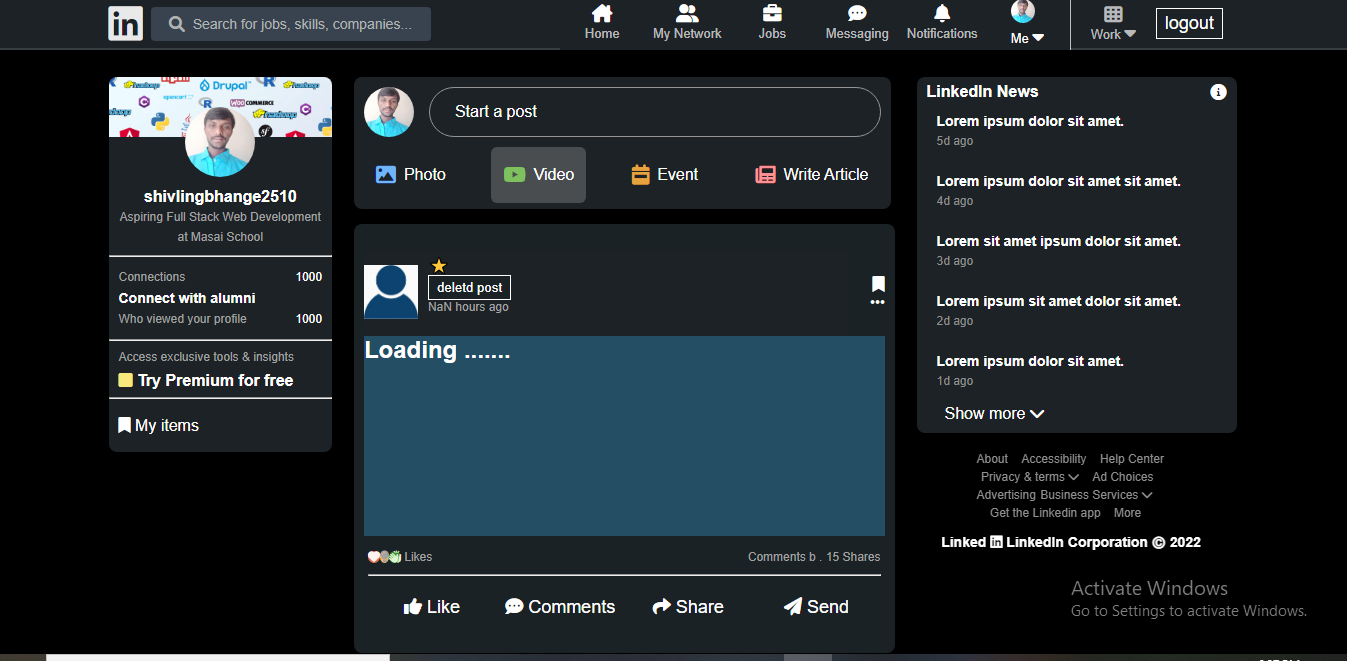 in
Search for jobs, skills, companies...
Home
My Network
Jobs
Messaging
Notifications
Me
Work
logout
Drupal
WOO COMMERCE
shivlingbhange2510
Aspiring Full Stack Web Development
at Masai School
Connections 1000
Connect with alumni
Who viewed your profile 1000
Access exclusive tools & insights
Try Premium for free
My items
Start a post
Photo
Video
Event
Write Article
deletd post
NaN hours ago
Loading .......
Likes
Comments b . 15 Shares
Like
Comments
Share
Send
LinkedIn News
Lorem ipsum dolor sit amet.
5d ago
Lorem ipsum dolor sit amet sit amet.
4d ago
Lorem sit amet ipsum dolor sit amet.
3d ago
Lorem ipsum sit amet dolor sit amet.
2d ago
Lorem ipsum dolor sit amet.
1d ago
Show more
About Accessibility Help Center
Privacy & terms Ad Choices
Advertising Business Services
Get the Linkedin app More
Linked in LinkedIn Corporation © 2022
Activate Windows
Go to Settings to activate Windows.